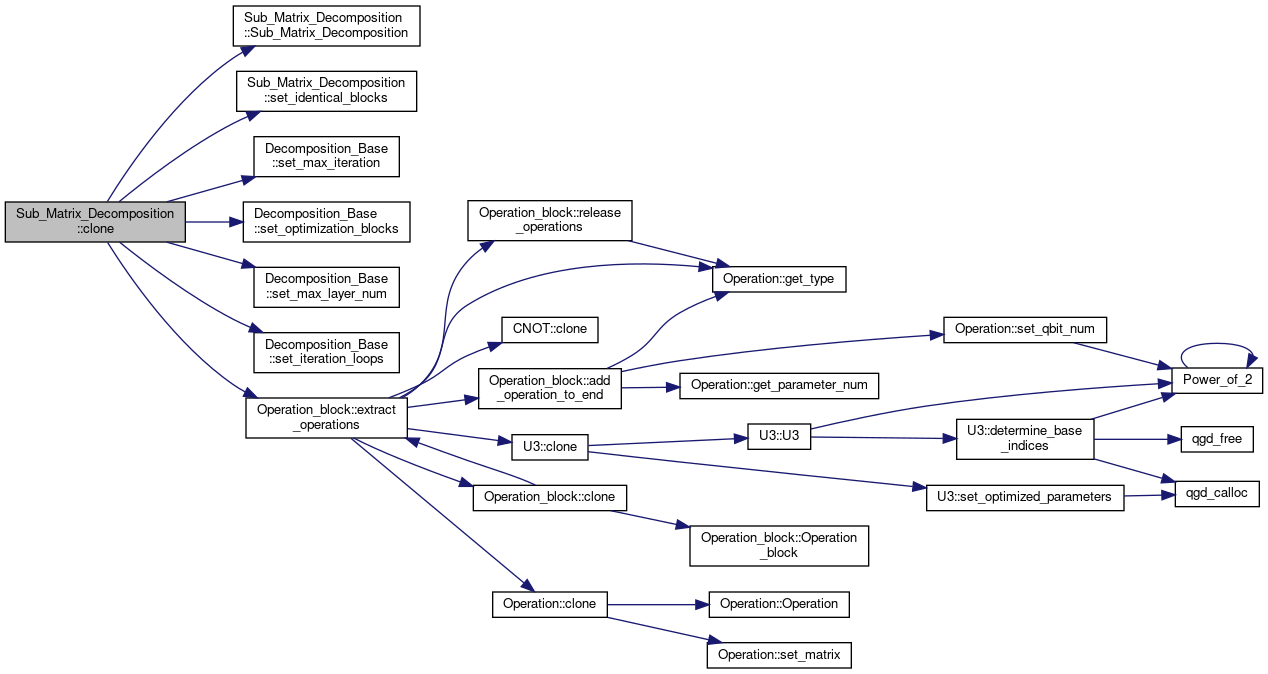 Sub_Matrix_Decomposition
::clone
Sub_Matrix_Decomposition
::Sub_Matrix_Decomposition
Sub_Matrix_Decomposition
::set_identical_blocks
Decomposition_Base
::set_max_iteration
Decomposition_Base
::set_optimization_blocks
Decomposition_Base
::set_max_layer_num
Decomposition_Base
::set_iteration_loops
Operation_block::extract
_operations
Operation_block::release
_operations
CNOT::clone
Operation_block::add
_operation_to_end
U3::clone
Operation_block::clone
Operation::clone
Operation::get_type
Operation::get_parameter_num
U3::U3
Operation_block::Operation
_block
Operation::Operation
Operation::set_matrix
Operation::set_qbit_num
U3::determine_base
_indices
U3::set_optimized_parameters
Power_of_2
qgd_free
qgd_calloc